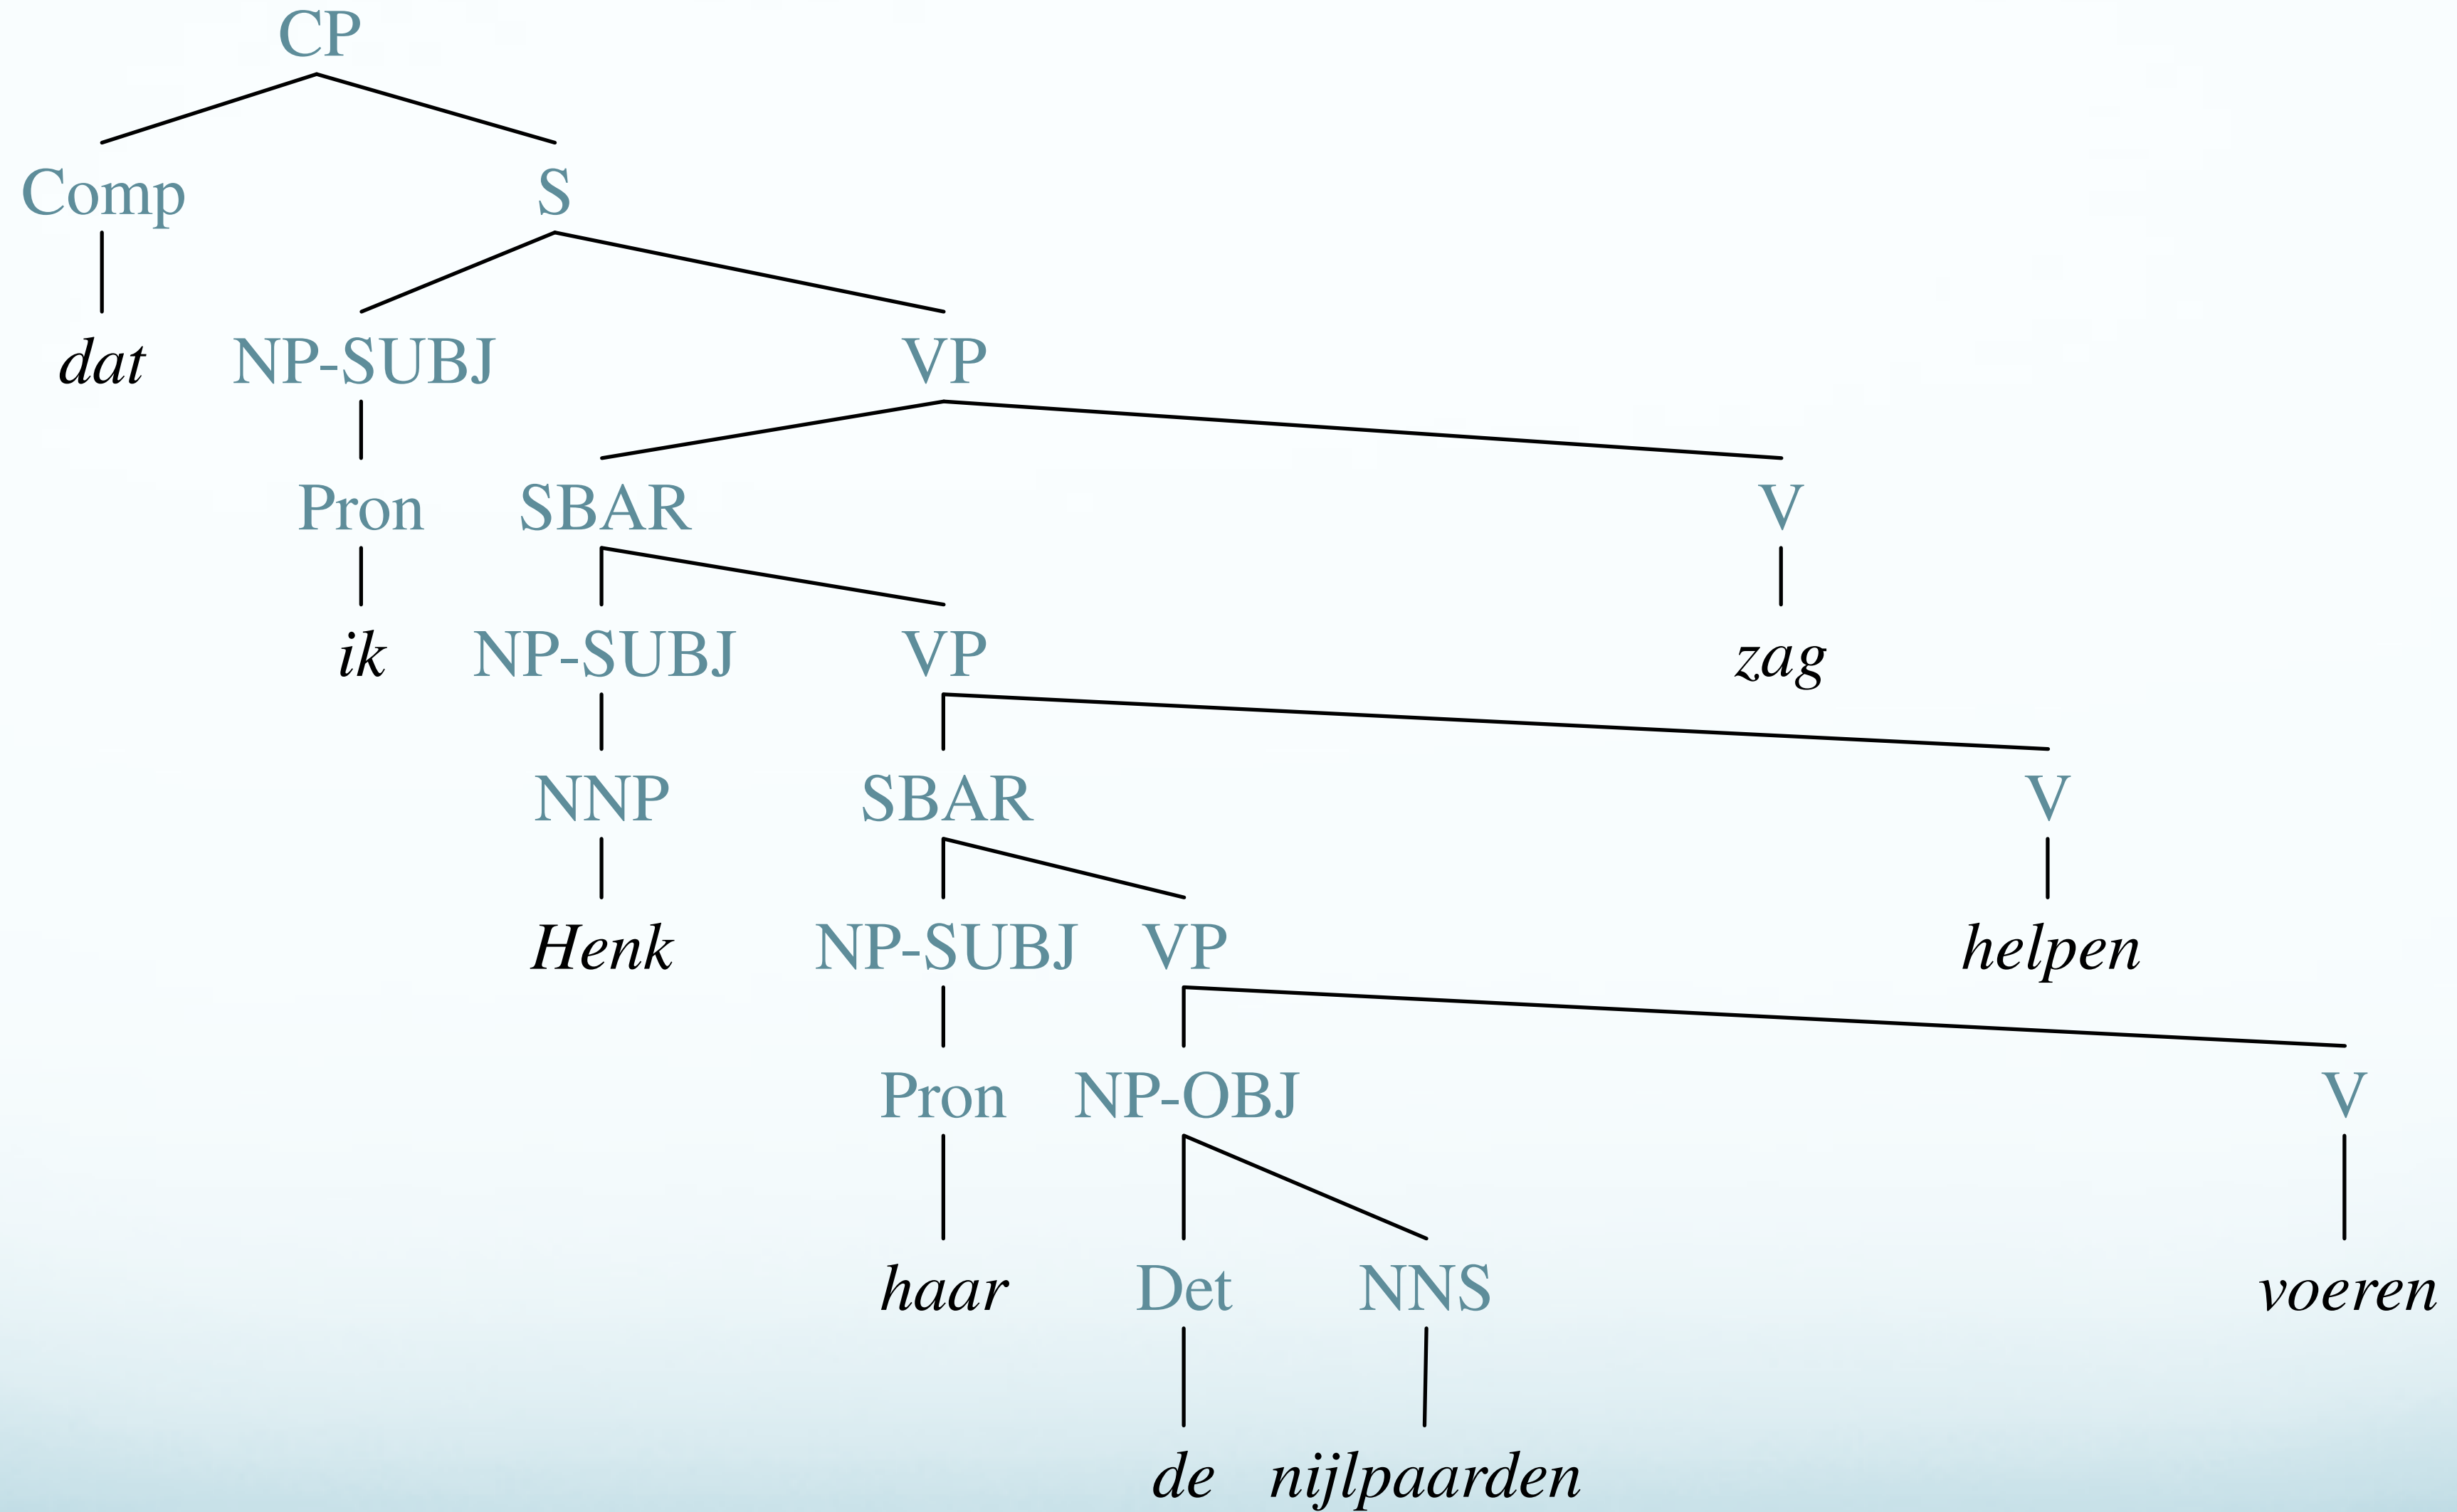 CP
Comp S
dat NP-SUBJ VP
Pron SBAR V
ik NP-SUBJ VP zag
NNP SBAR V
Henk NP-SUBJ VP helpen
Pron NP-OBJ V
haar Det NNS voeren
de nijlpaarden